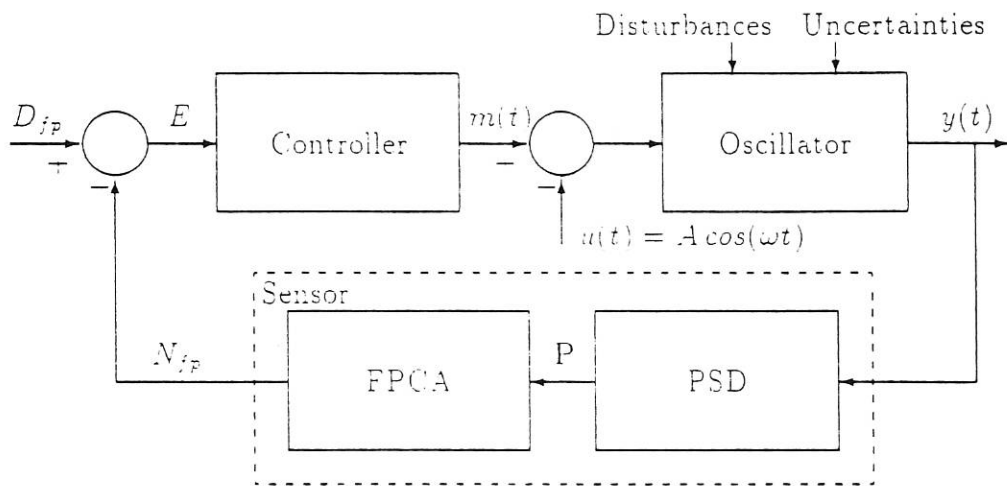 Disturbances Uncertainties
D_{fp} E Controller m(t) Oscillator y(t)
+ − − −
u(t) = A cos(ωt)
Sensor
N_{fp} FPCA P PSD